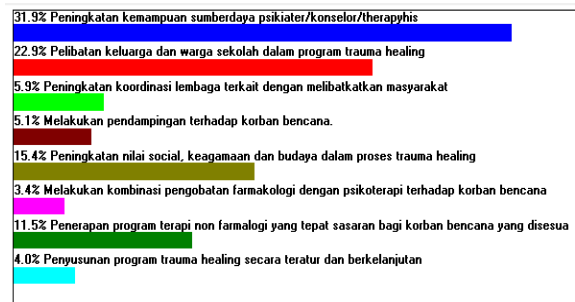 31.9% Peningkatan kemampuan sumberdaya psikiater/konselor/therapyhis
22.9% Pelibatan keluarga dan warga sekolah dalam program trauma healing
5.9% Peningkatan koordinasi lembaga terkait dengan melibatkatkan masyarakat
5.1% Melakukan pendampingan terhadap korban bencana.
15.4% Peningkatan nilai social, keagamaan dan budaya dalam proses trauma healing
3.4% Melakukan kombinasi pengobatan farmakologi dengan psikoterapi terhadap korban bencana
11.5% Penerapan program terapi non farmalogi yang tepat sasaran bagi korban bencana yang disesua
4.0% Penyusunan program trauma healing secara teratur dan berkelanjutan